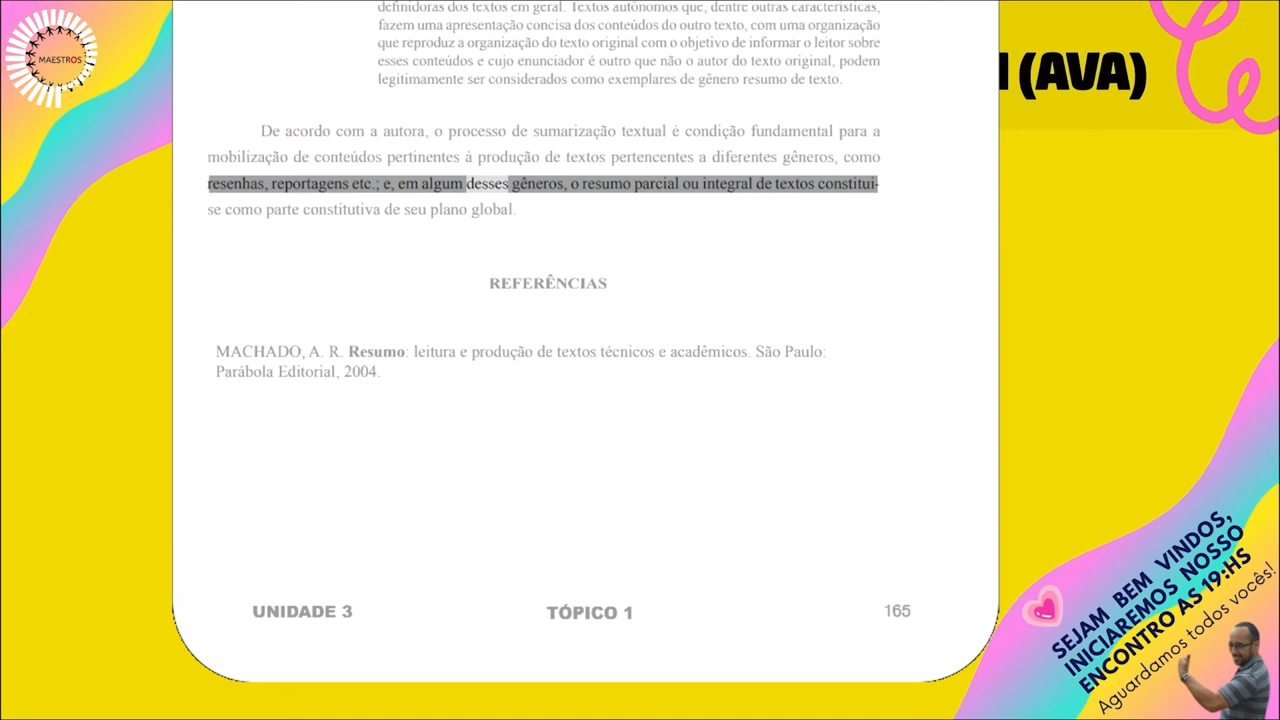 MAESTROS
(AVA)
definidoras dos textos em geral. Textos autônomos que, dentre outras características,
fazem uma apresentação concisa dos conteúdos do outro texto, com uma organização
que reproduz a organização do texto original com o objetivo de informar o leitor sobre
esses conteúdos e cujo enunciador é outro que não o autor do texto original, podem
legitimamente ser considerados como exemplares de gênero resumo de texto.
De acordo com a autora, o processo de sumarização textual é condição fundamental para a
mobilização de conteúdos pertinentes à produção de textos pertencentes a diferentes gêneros, como
resenhas, reportagens etc.; e, em algum desses gêneros, o resumo parcial ou integral de textos constitui-
se como parte constitutiva de seu plano global.
REFERÊNCIAS
MACHADO, A. R. Resumo: leitura e produção de textos técnicos e acadêmicos. São Paulo:
Parábola Editorial, 2004.
UNIDADE 3
TÓPICO 1
165
SEJAM BEM VINDOS,
INICIAREMOS NOSSO
ENCONTRO AS 19:HS
Aguardamos todos vocês!